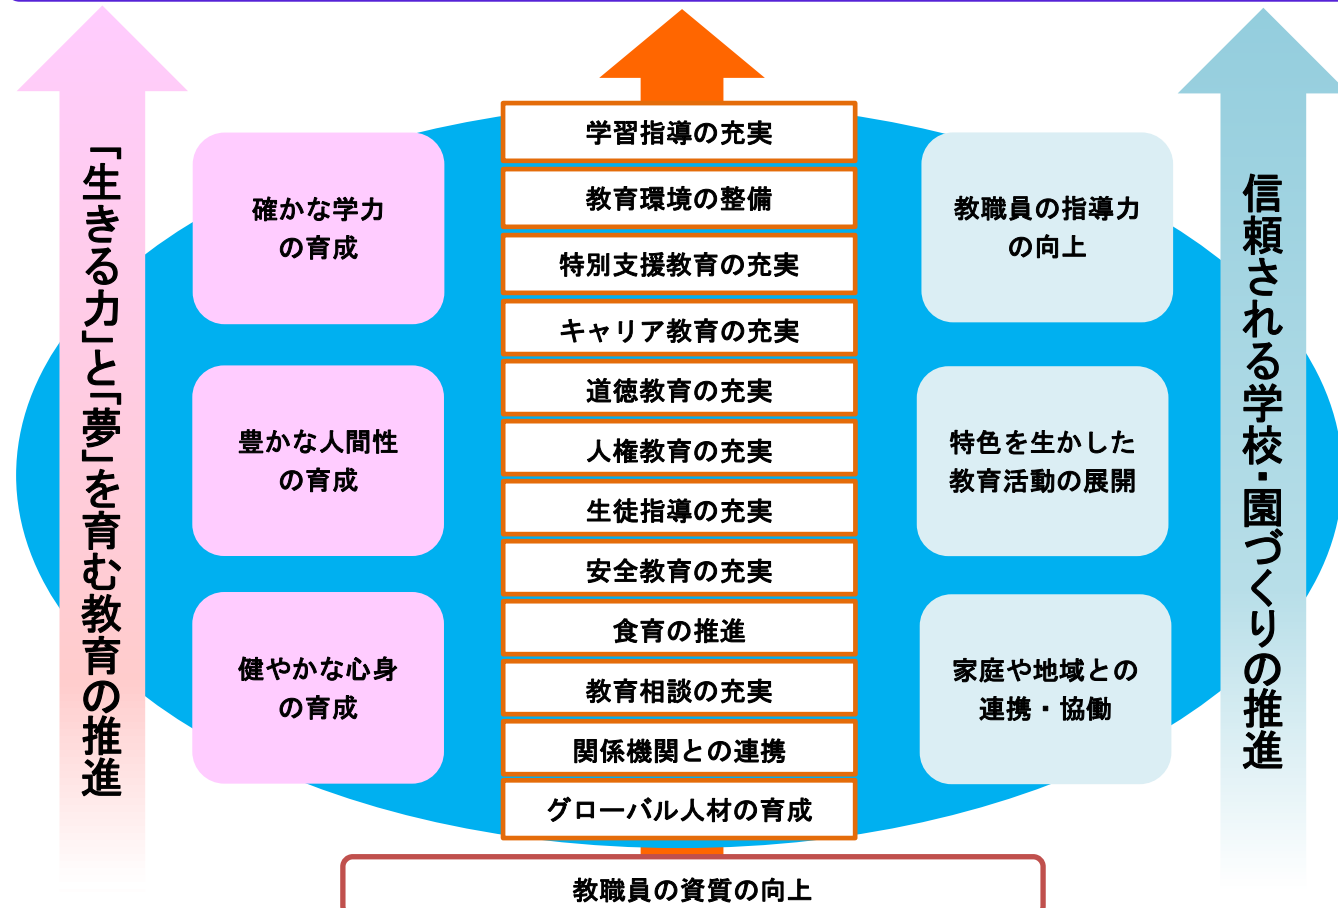 「生きる力」と「夢」を育む教育の推進
確かな学力
の育成
豊かな人間性
の育成
健やかな心身
の育成
学習指導の充実
教育環境の整備
特別支援教育の充実
キャリア教育の充実
道徳教育の充実
人権教育の充実
生徒指導の充実
安全教育の充実
食育の推進
教育相談の充実
関係機関との連携
グローバル人材の育成
教職員の指導力
の向上
特色を生かした
教育活動の展開
家庭や地域との
連携・協働
信頼される学校・園づくりの推進
教職員の資質の向上